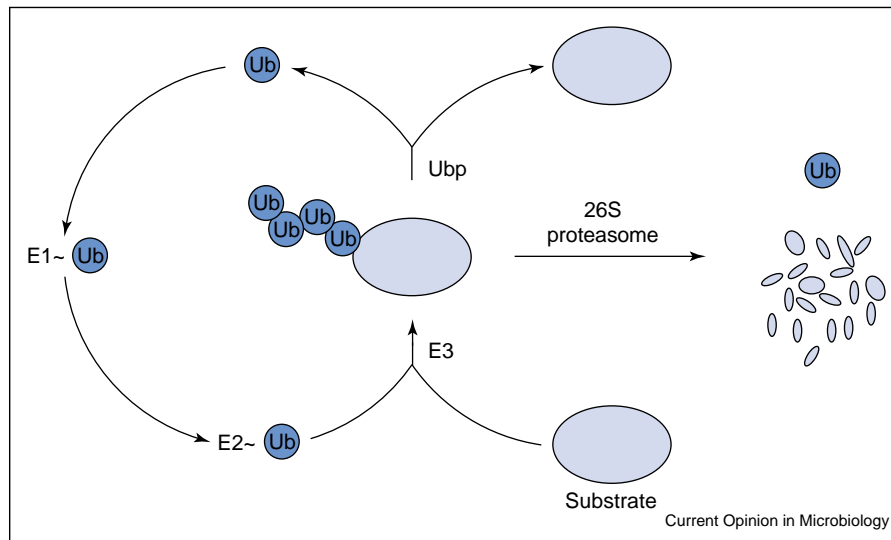 Ub
Ubp
Ub
Ub
Ub
Ub
Ub
26S
proteasome
E1~ Ub
E3
E2~ Ub
Substrate
Current Opinion in Microbiology